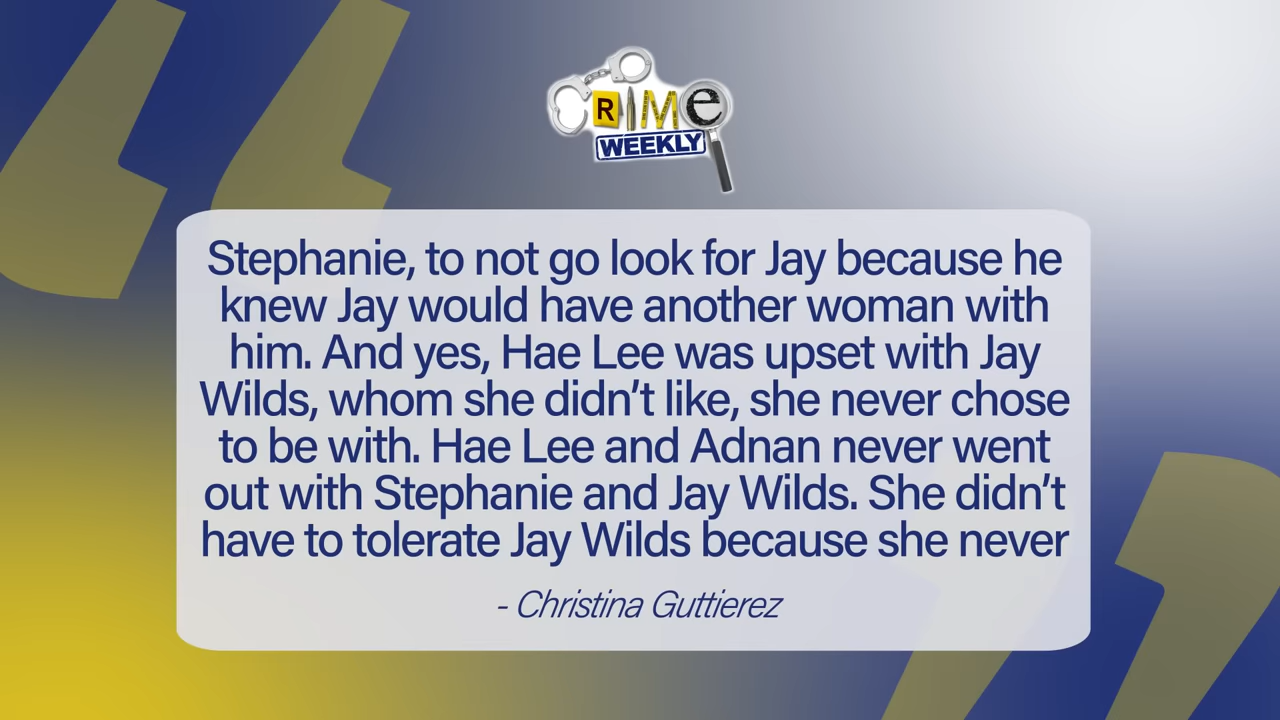 CRIMe
WEEKLY
Stephanie, to not go look for Jay because he
knew Jay would have another woman with
him. And yes, Hae Lee was upset with Jay
Wilds, whom she didn’t like, she never chose
to be with. Hae Lee and Adnan never went
out with Stephanie and Jay Wilds. She didn’t
have to tolerate Jay Wilds because she never
- Christina Guttierez